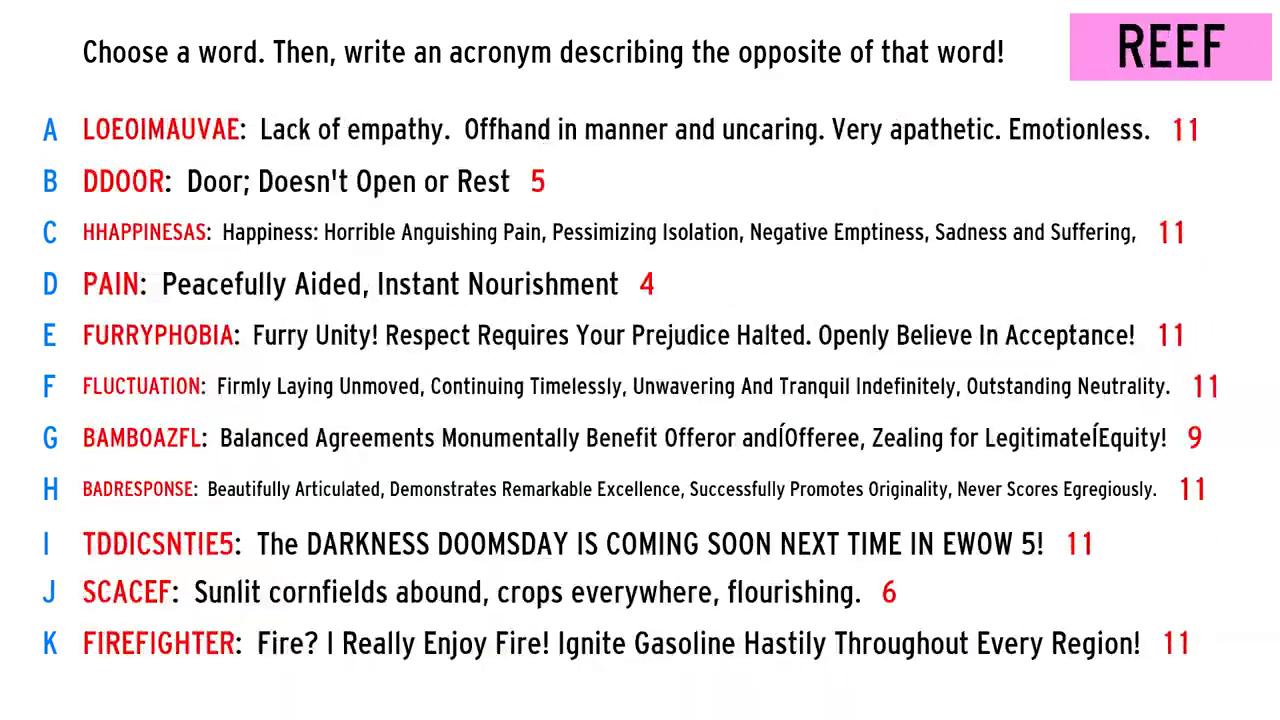 Choose a word. Then, write an acronym describing the opposite of that word!
REEF
A LOEOIMAUVAE: Lack of empathy. Offhand in manner and uncaring. Very apathetic. Emotionless. 11
B DDOOR: Door; Doesn't Open or Rest 5
C HHAPPINESAS: Happiness: Horrible Anguishing Pain, Pessimizing Isolation, Negative Emptiness, Sadness and Suffering, 11
D PAIN: Peacefully Aided, Instant Nourishment 4
E FURRYPHOBIA: Furry Unity! Respect Requires Your Prejudice Halted. Openly Believe In Acceptance! 11
F FLUCTUATION: Firmly Laying Unmoved, Continuing Timelessly, Unwavering And Tranquil Indefinitely, Outstanding Neutrality. 11
G BAMBOAZFL: Balanced Agreements Monumentally Benefit Offeror andÍOfferee, Zealing for LegitimateÍEquity! 9
H BADRESPONSE: Beautifully Articulated, Demonstrates Remarkable Excellence, Successfully Promotes Originality, Never Scores Egregiously. 11
I TDDICSNTIE5: The DARKNESS DOOMSDAY IS COMING SOON NEXT TIME IN EWOW 5! 11
J SCACEF: Sunlit cornfields abound, crops everywhere, flourishing. 6
K FIREFIGHTER: Fire? I Really Enjoy Fire! Ignite Gasoline Hastily Throughout Every Region! 11